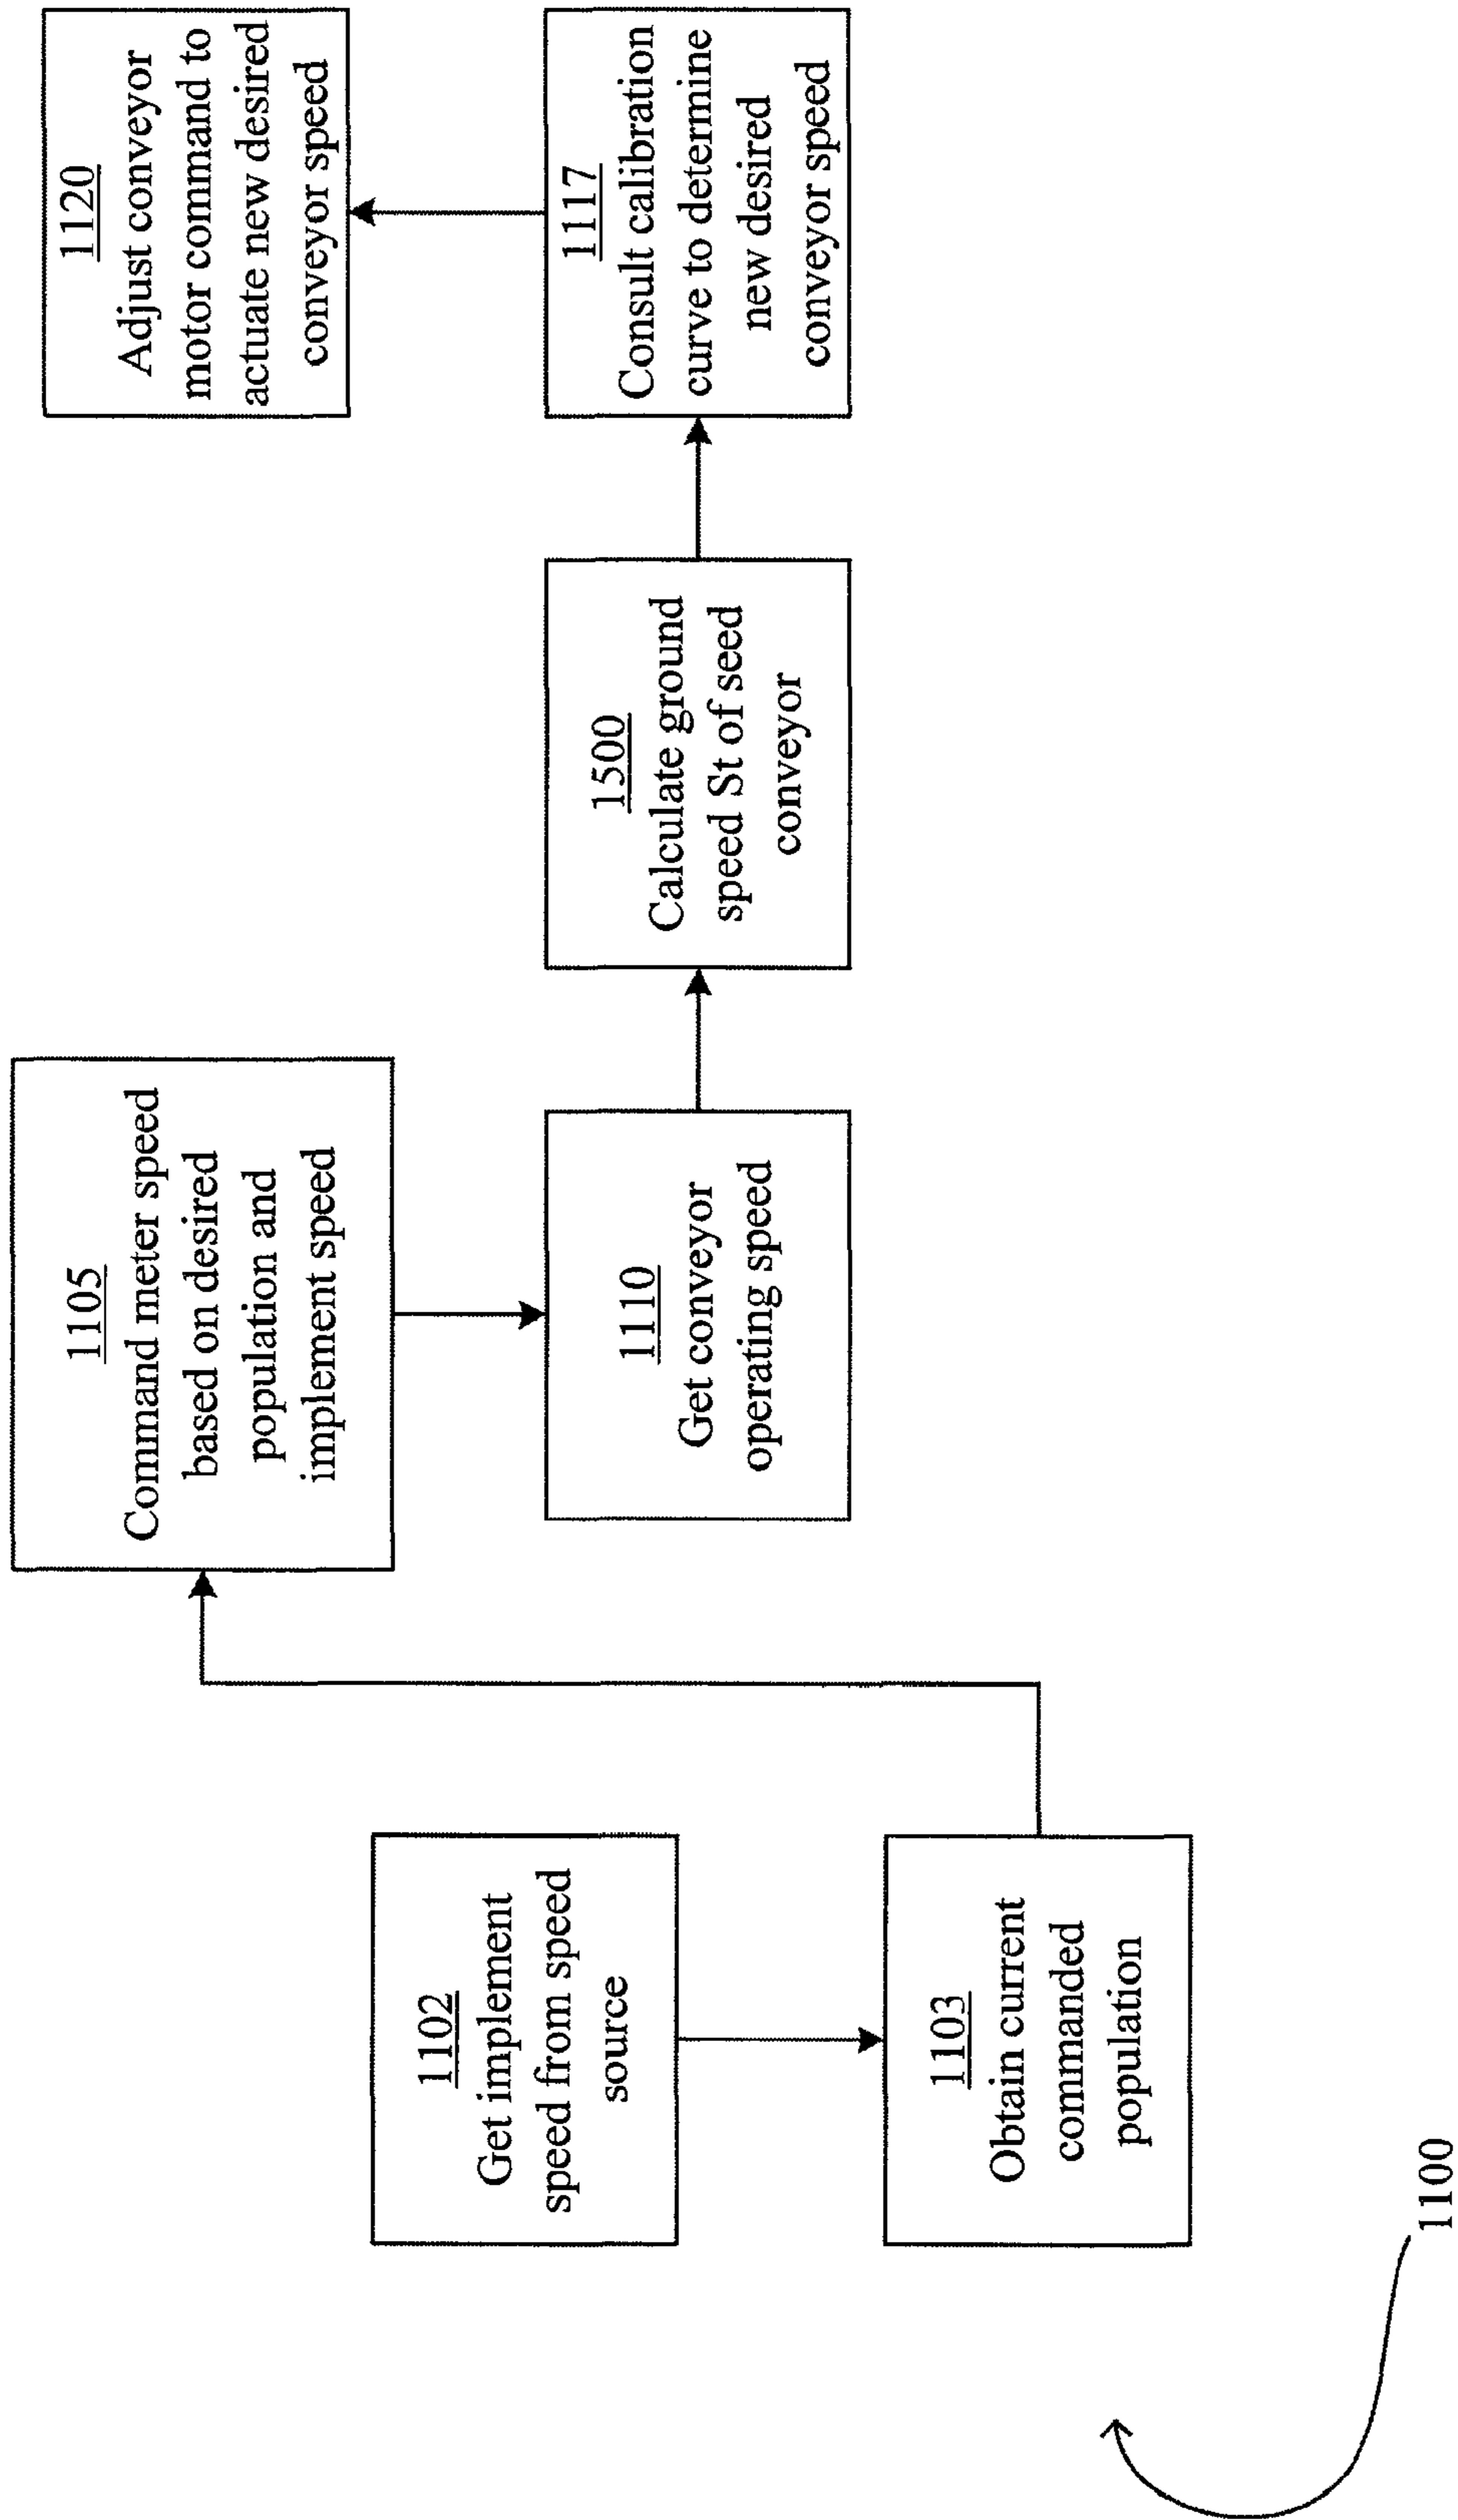 1102
Get implement
speed from speed
source
1103
Obtain current
commanded
population
1105
Command meter speed
based on desired
population and
implement speed
1110
Get conveyor
operating speed
1500
Calculate ground
speed St of seed
conveyor
1117
Consult calibration
curve to determine
new desired
conveyor speed
1120
Adjust conveyor
motor command to
actuate new desired
conveyor speed
1100